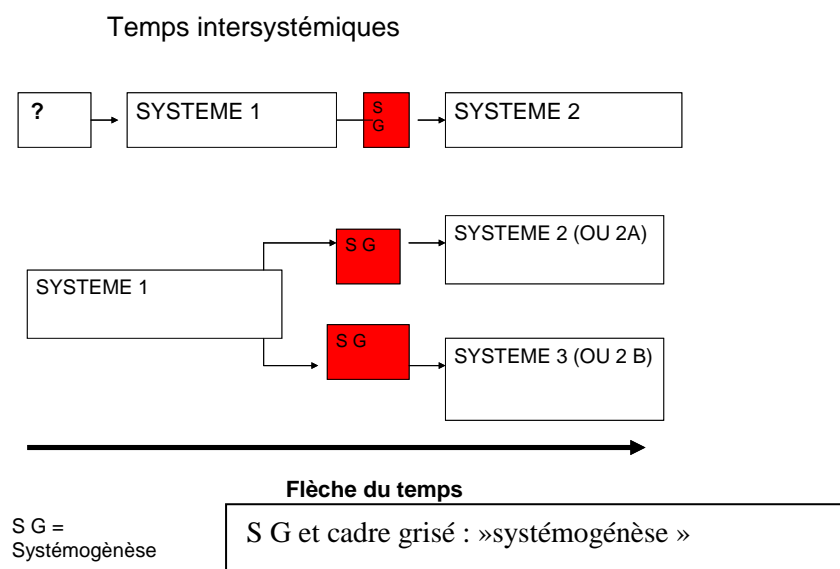 Temps intersystémiques
?
SYSTEME 1
S
G
SYSTEME 2
S G
SYSTEME 2 (OU 2A)
SYSTEME 1
S G
SYSTEME 3 (OU 2 B)
Flèche du temps
S G =
Systémogènèse
S G et cadre grisé : »systémogénèse »